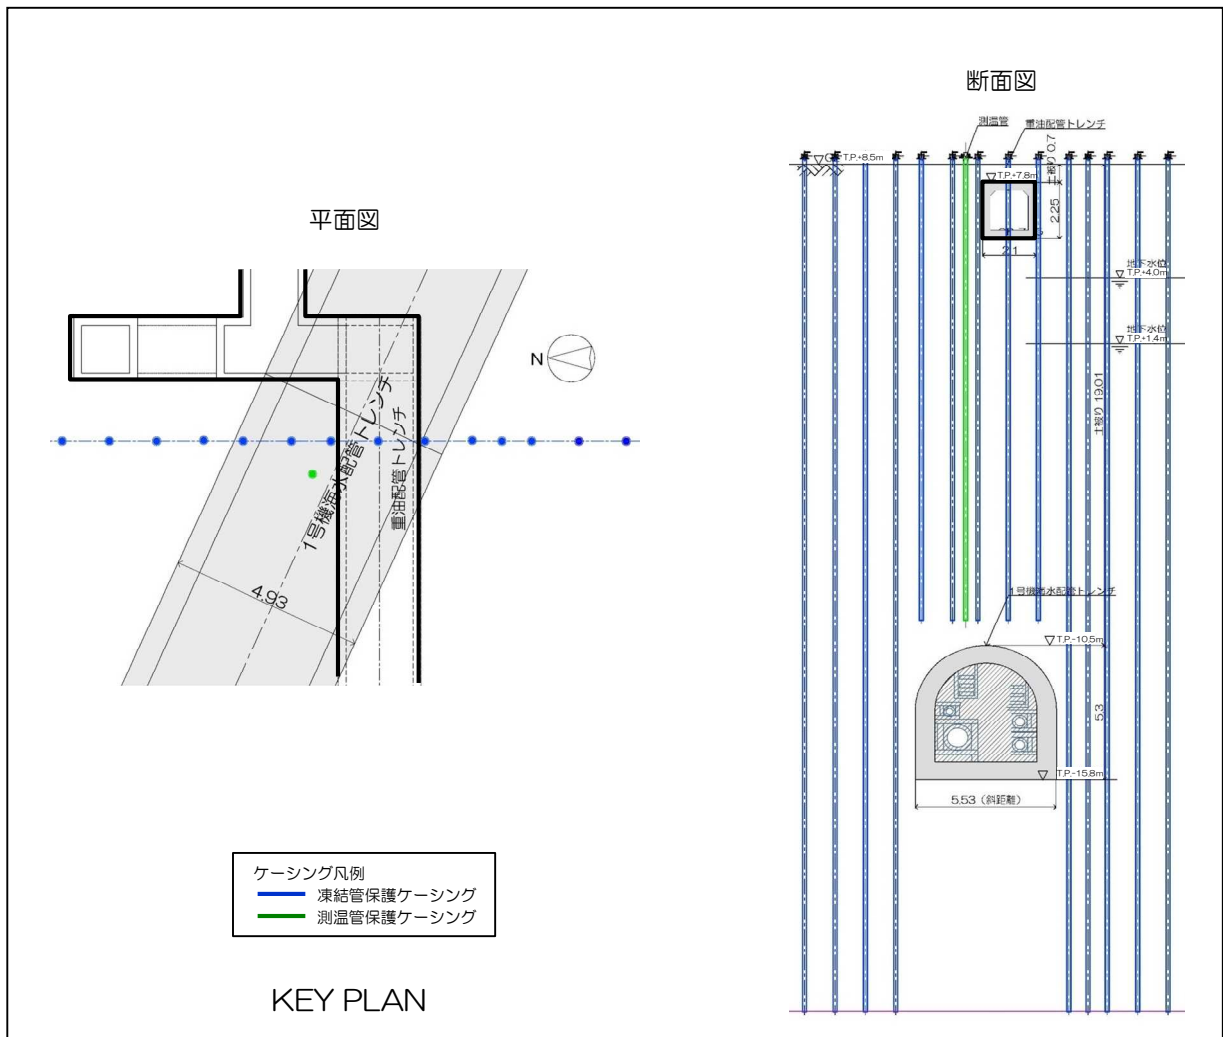 平面図
N
1号機海水配管トレンチ
重油配管トレンチ
4.93
ケーシング凡例
凍結管保護ケーシング
測温管保護ケーシング
KEY PLAN
断面図
測温管
重油配管トレンチ
T.P.+8.5m
土被り 0.7
T.P.+7.8m
2.25
2.1
地下水位
T.P.+4.0m
地下水位
T.P.+1.4m
土被り 19.01
1号機海水配管トレンチ
T.P.-10.5m
5.3
T.P.-15.8m
5.53（斜距離）